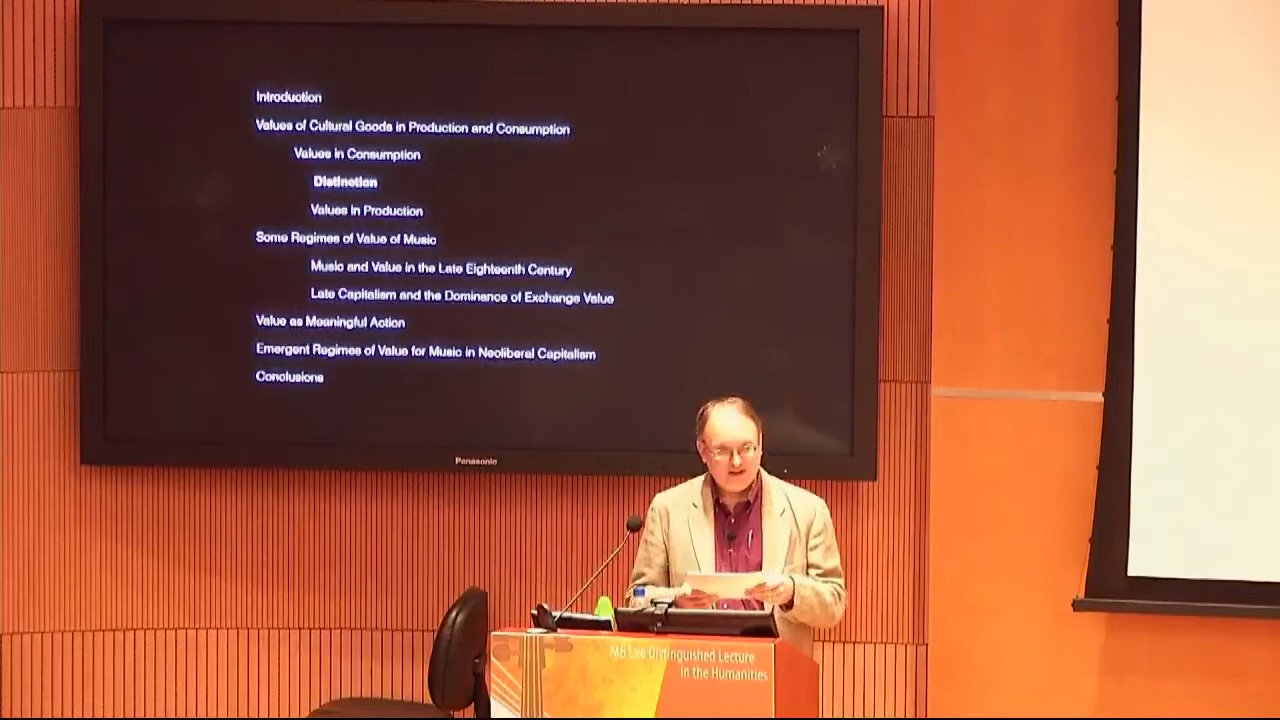 Introduction
Values of Cultural Goods in Production and Consumption
Values in Consumption
Distinction
Values in Production
Some Regimes of Value of Music
Music and Value in the Late Eighteenth Century
Late Capitalism and the Dominance of Exchange Value
Value as Meaningful Action
Emergent Regimes of Value for Music in Neoliberal Capitalism
Conclusions
Panasonic
MB Lee Distinguished Lecture
in the Humanities